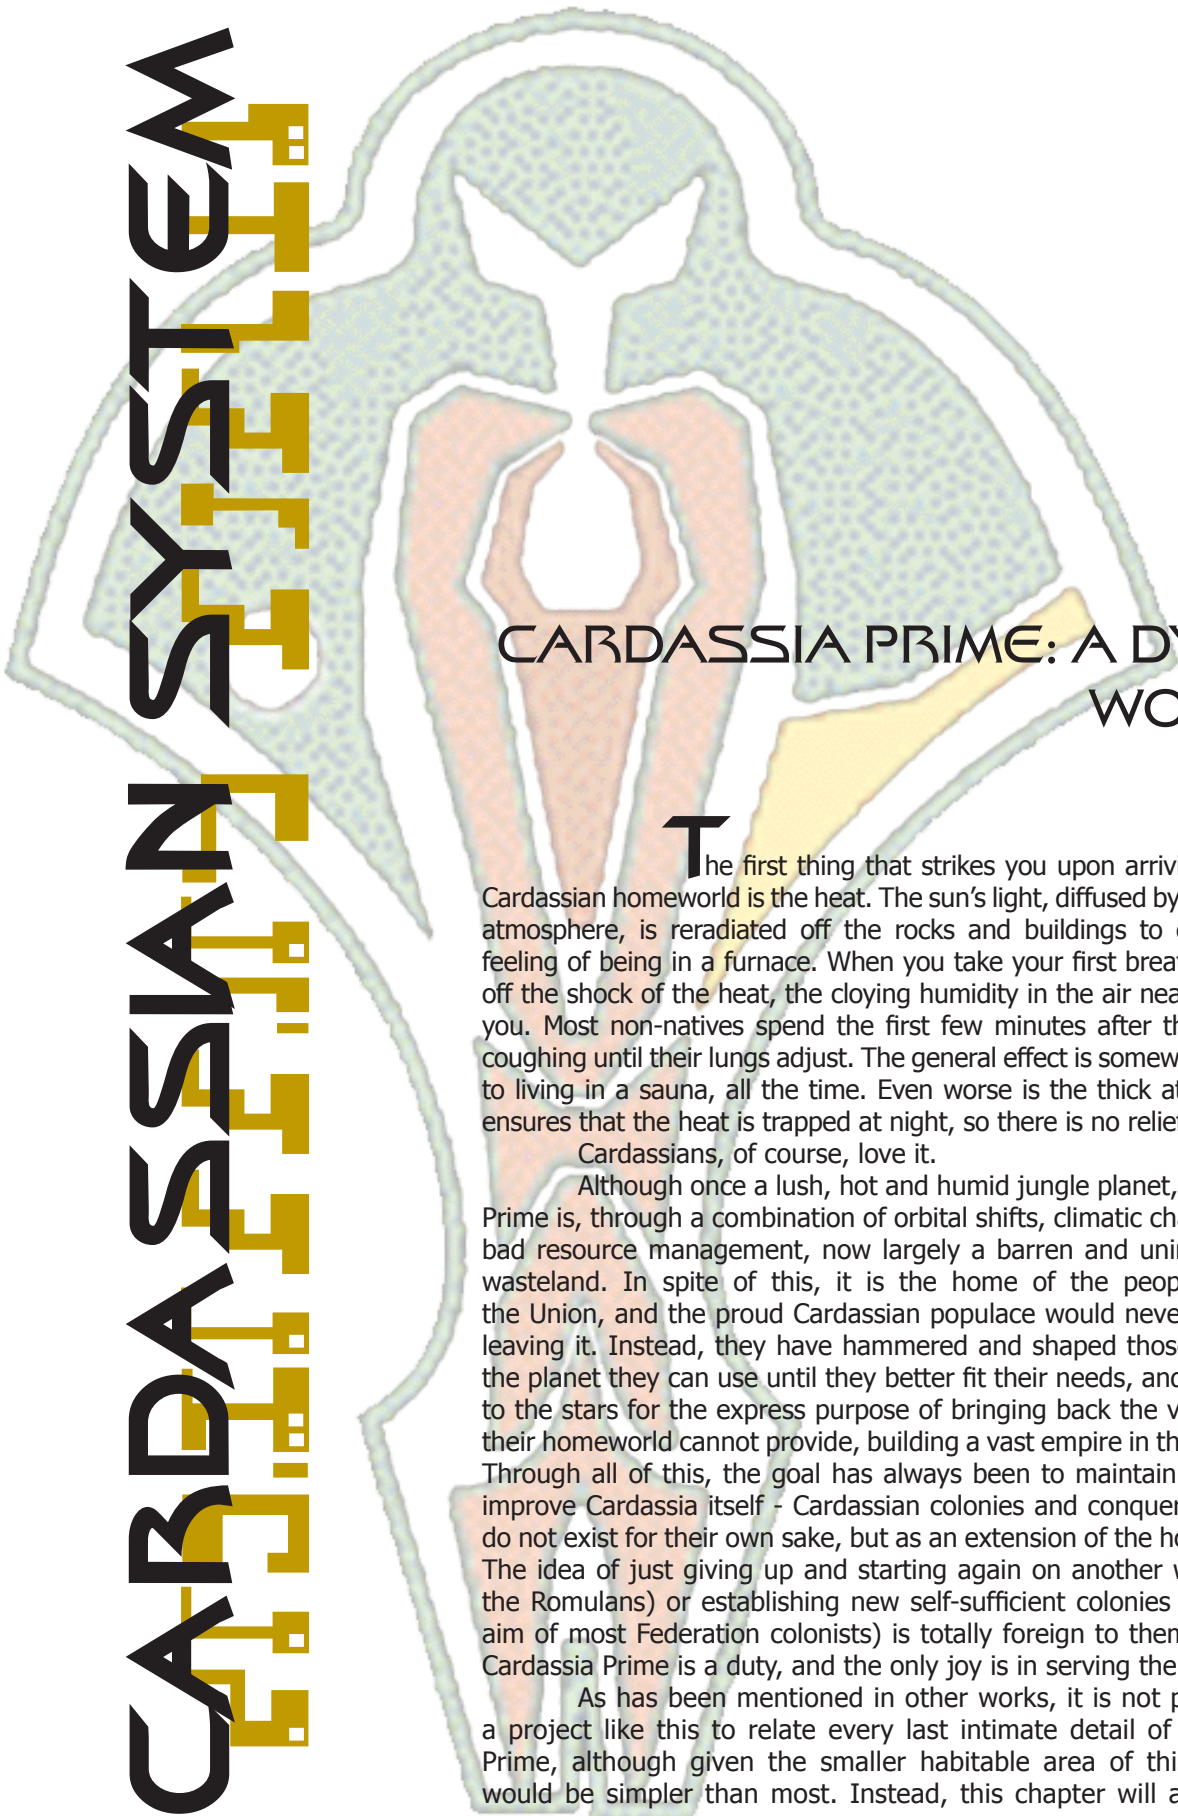 CARDASSIAN SYSTEM
CARDASSIA PRIME: A DY
WO
The first thing that strikes you upon arrivi
Cardassian homeworld is the heat. The sun’s light, diffused by
atmosphere, is reradiated off the rocks and buildings to
feeling of being in a furnace. When you take your first breat
off the shock of the heat, the cloying humidity in the air nea
you. Most non-natives spend the first few minutes after th
coughing until their lungs adjust. The general effect is somew
to living in a sauna, all the time. Even worse is the thick at
ensures that the heat is trapped at night, so there is no relief
Cardassians, of course, love it.
Although once a lush, hot and humid jungle planet,
Prime is, through a combination of orbital shifts, climatic cha
bad resource management, now largely a barren and unin
wasteland. In spite of this, it is the home of the peop
the Union, and the proud Cardassian populace would never
leaving it. Instead, they have hammered and shaped those
the planet they can use until they better fit their needs, and
to the stars for the express purpose of bringing back the v
their homeworld cannot provide, building a vast empire in th
Through all of this, the goal has always been to maintain
improve Cardassia itself - Cardassian colonies and conquer
do not exist for their own sake, but as an extension of the ho
The idea of just giving up and starting again on another w
the Romulans) or establishing new self-sufficient colonies
aim of most Federation colonists) is totally foreign to them
Cardassia Prime is a duty, and the only joy is in serving the
As has been mentioned in other works, it is not p
a project like this to relate every last intimate detail of
Prime, although given the smaller habitable area of this
would be simpler than most. Instead, this chapter will a